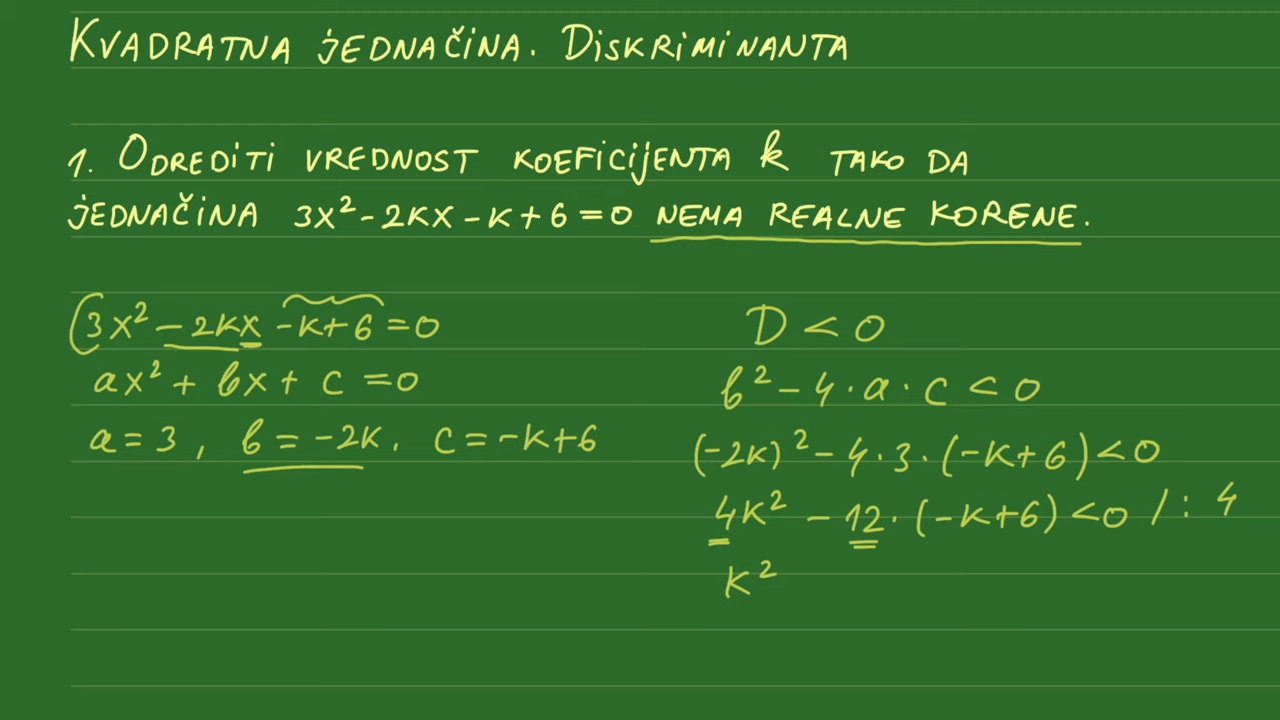 KVADRATNA JEDNAČINA. DISKRIMINANTA
1. ODREDITI VREDNOST KOEFICIJENTA k TAKO DA
JEDNAČINA 3x² - 2kx - k + 6 = 0 NEMA REALNE KORENE.
3x² - 2kx - k + 6 = 0
ax² + bx + c = 0
a = 3, b = -2k, c = -k + 6
D < 0
b² - 4 · a · c < 0
(-2k)² - 4 · 3 · (-k + 6) < 0
4k² - 12 · (-k + 6) < 0 / : 4
k²